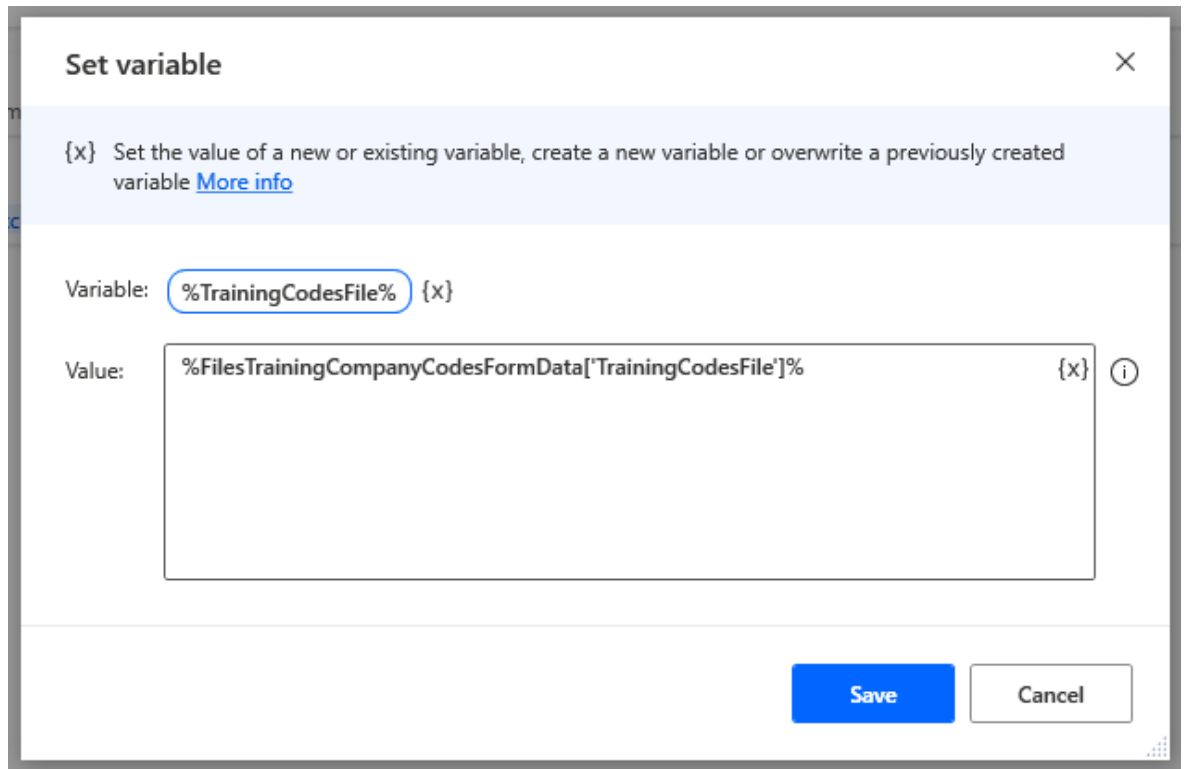 Set variable
{x} Set the value of a new or existing variable, create a new variable or overwrite a previously created
variable More info
Variable: %TrainingCodesFile% {x}
Value: %FilesTrainingCompanyCodesFormData['TrainingCodesFile']% {x}
Save Cancel